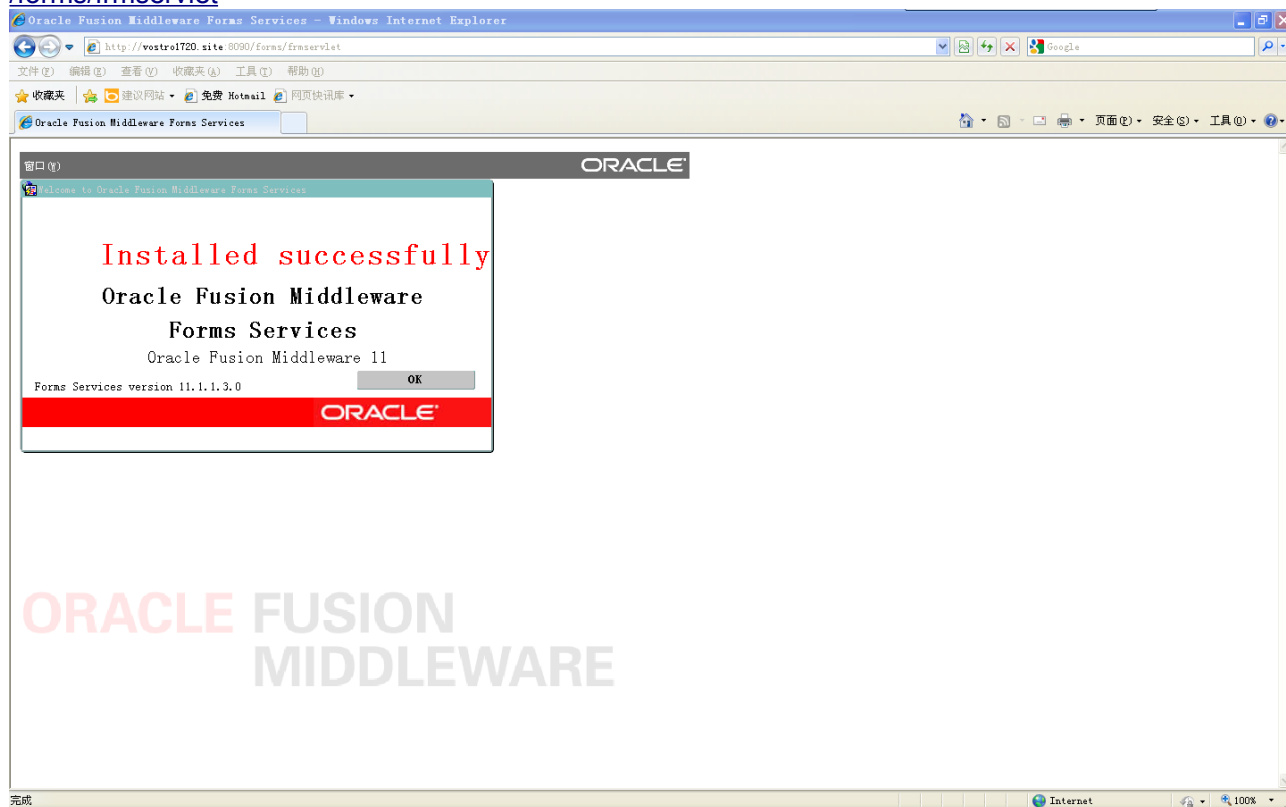 /forms/frmservlet
Oracle Fusion Middleware Forms Services - Windows Internet Explorer
http://vostro1720.site:8090/forms/frmservlet
Google
文件(F) 编辑(E) 查看(V) 收藏夹(A) 工具(T) 帮助(H)
收藏夹 建议网站 免费 Hotmail 网页快讯库
Oracle Fusion Middleware Forms Services
页面(P) 安全(S) 工具(O)
窗口(W)
ORACLE
Welcome to Oracle Fusion Middleware Forms Services
Installed successfully
Oracle Fusion Middleware
Forms Services
Oracle Fusion Middleware 11
OK
Forms Services version 11.1.1.3.0
ORACLE
ORACLE FUSION
MIDDLEWARE
完成
Internet
100%